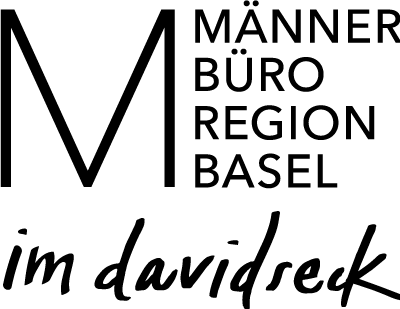 M
MÄNNER
BÜRO
REGION
BASEL
im davidseck